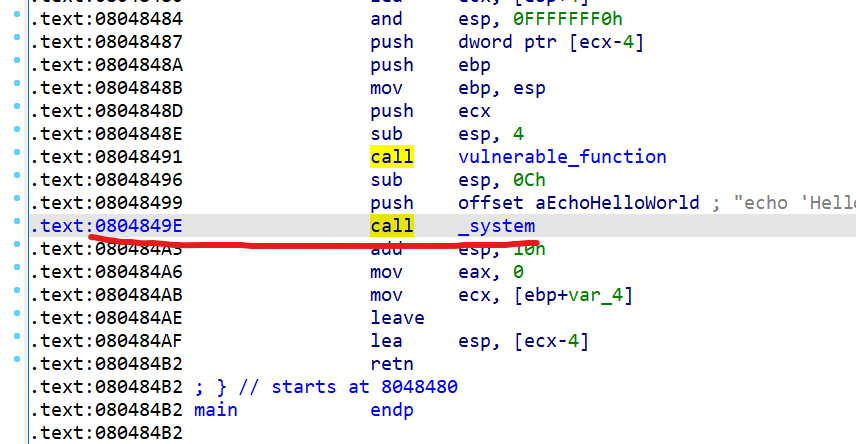 .text:08048484 and esp, 0FFFFFFF0h
.text:08048487 push dword ptr [ecx-4]
.text:0804848A push ebp
.text:0804848B mov ebp, esp
.text:0804848D push ecx
.text:0804848E sub esp, 4
.text:08048491 call vulnerable_function
.text:08048496 sub esp, 0Ch
.text:08048499 push offset aEchoHelloWorld ; "echo 'Hello
.text:0804849E call _system
.text:080484A3 add esp, 10h
.text:080484A6 mov eax, 0
.text:080484AB mov ecx, [ebp+var_4]
.text:080484AE leave
.text:080484AF lea esp, [ecx-4]
.text:080484B2 retn
.text:080484B2 ; } // starts at 8048480
.text:080484B2 main endp
.text:080484B2